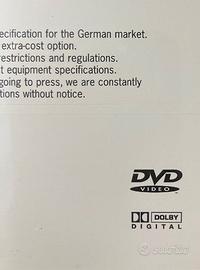 ecification for the German market.
extra-cost option.
restrictions and regulations.
t equipment specifications.
going to press, we are constantly
tions without notice.
DVD
VIDEO
DOLBY
DIGITAL